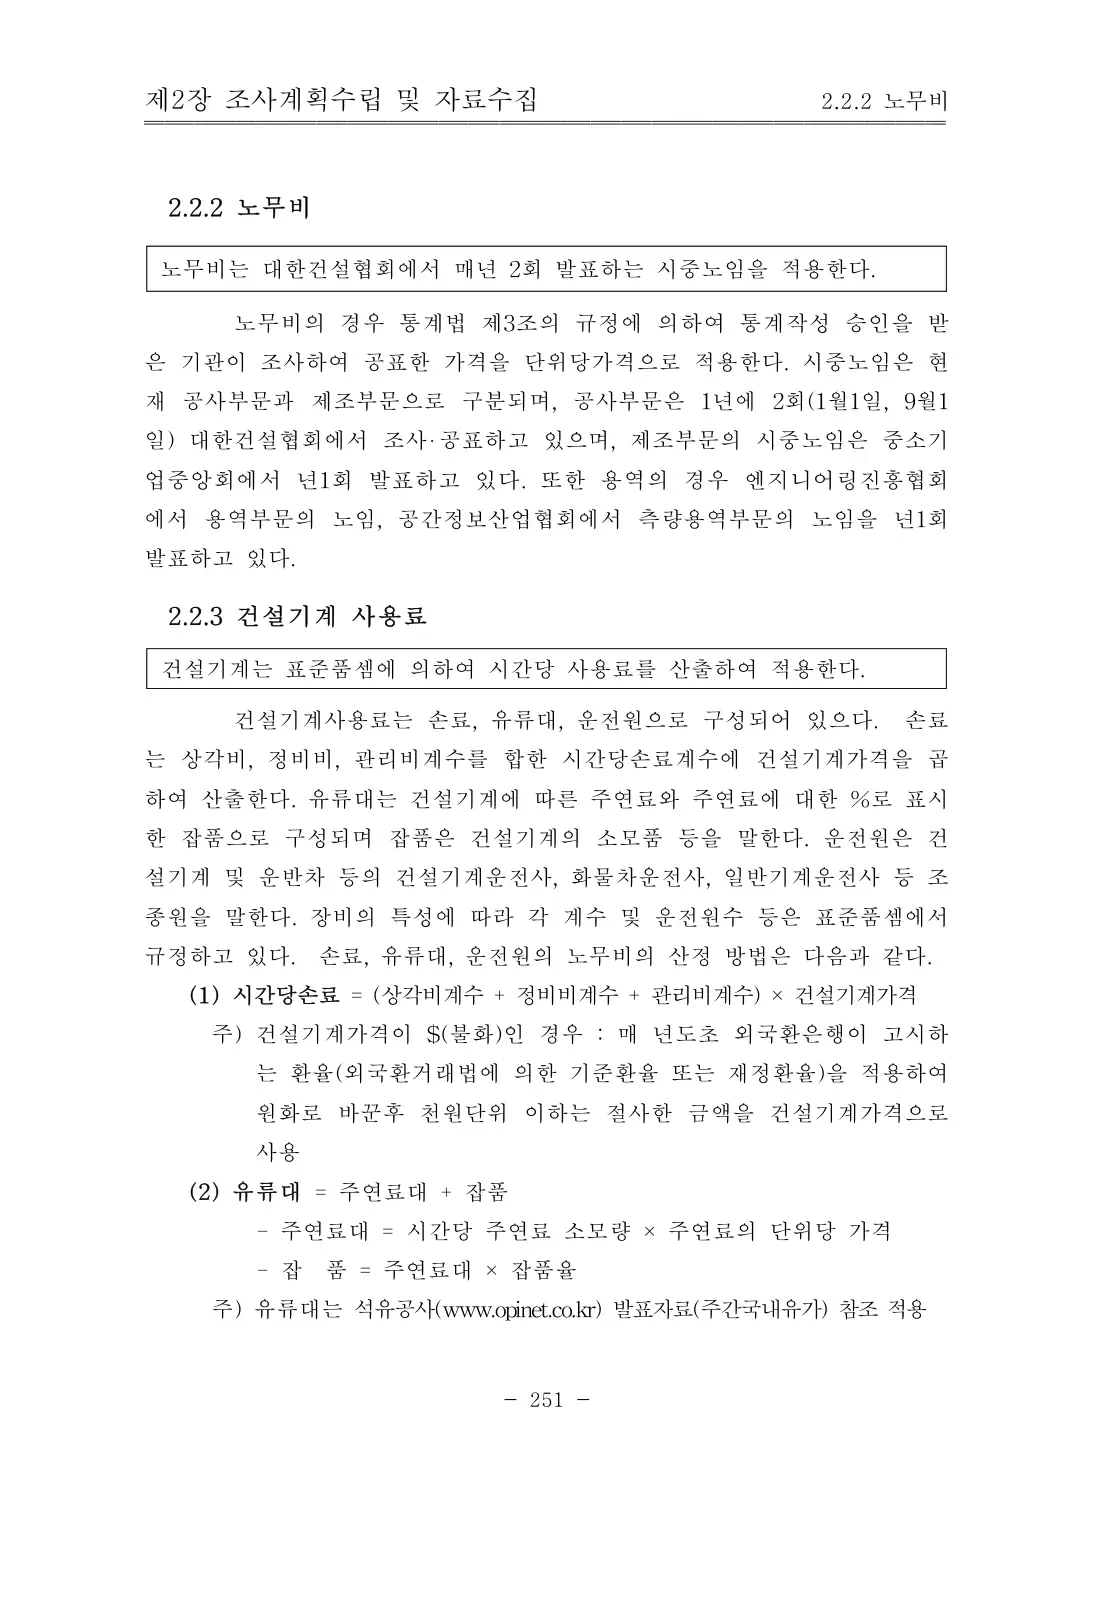 제2장 조사계획수립 및 자료수집 2.2.2 노무비
2.2.2 노무비
노무비는 대한건설협회에서 매년 2회 발표하는 시중노임을 적용한다.
노무비의 경우 통계법 제3조의 규정에 의하여 통계작성 승인을 받
은 기관이 조사하여 공표한 가격을 단위당가격으로 적용한다. 시중노임은 현
재 공사부문과 제조부문으로 구분되며, 공사부문은 1년에 2회(1월1일, 9월1
일) 대한건설협회에서 조사·공표하고 있으며, 제조부문의 시중노임은 중소기
업중앙회에서 년1회 발표하고 있다. 또한 용역의 경우 엔지니어링진흥협회
에서 용역부문의 노임, 공간정보산업협회에서 측량용역부문의 노임을 년1회
발표하고 있다.
2.2.3 건설기계 사용료
건설기계는 표준품셈에 의하여 시간당 사용료를 산출하여 적용한다.
건설기계사용료는 손료, 유류대, 운전원으로 구성되어 있으다. 손료
는 상각비, 정비비, 관리비계수를 합한 시간당손료계수에 건설기계가격을 곱
하여 산출한다. 유류대는 건설기계에 따른 주연료와 주연료에 대한 %로 표시
한 잡품으로 구성되며 잡품은 건설기계의 소모품 등을 말한다. 운전원은 건
설기계 및 운반차 등의 건설기계운전사, 화물차운전사, 일반기계운전사 등 조
종원을 말한다. 장비의 특성에 따라 각 계수 및 운전원수 등은 표준품셈에서
규정하고 있다. 손료, 유류대, 운전원의 노무비의 산정 방법은 다음과 같다.
(1) 시간당손료 = (상각비계수 + 정비비계수 + 관리비계수) × 건설기계가격
주) 건설기계가격이 $(불화)인 경우 : 매 년도초 외국환은행이 고시하
는 환율(외국환거래법에 의한 기준환율 또는 재정환율)을 적용하여
원화로 바꾼후 천원단위 이하는 절사한 금액을 건설기계가격으로
사용
(2) 유류대 = 주연료대 + 잡품
- 주연료대 = 시간당 주연료 소모량 × 주연료의 단위당 가격
- 잡 품 = 주연료대 × 잡품율
주) 유류대는 석유공사(www.opinet.co.kr) 발표자료(주간국내유가) 참조 적용
- 251 -